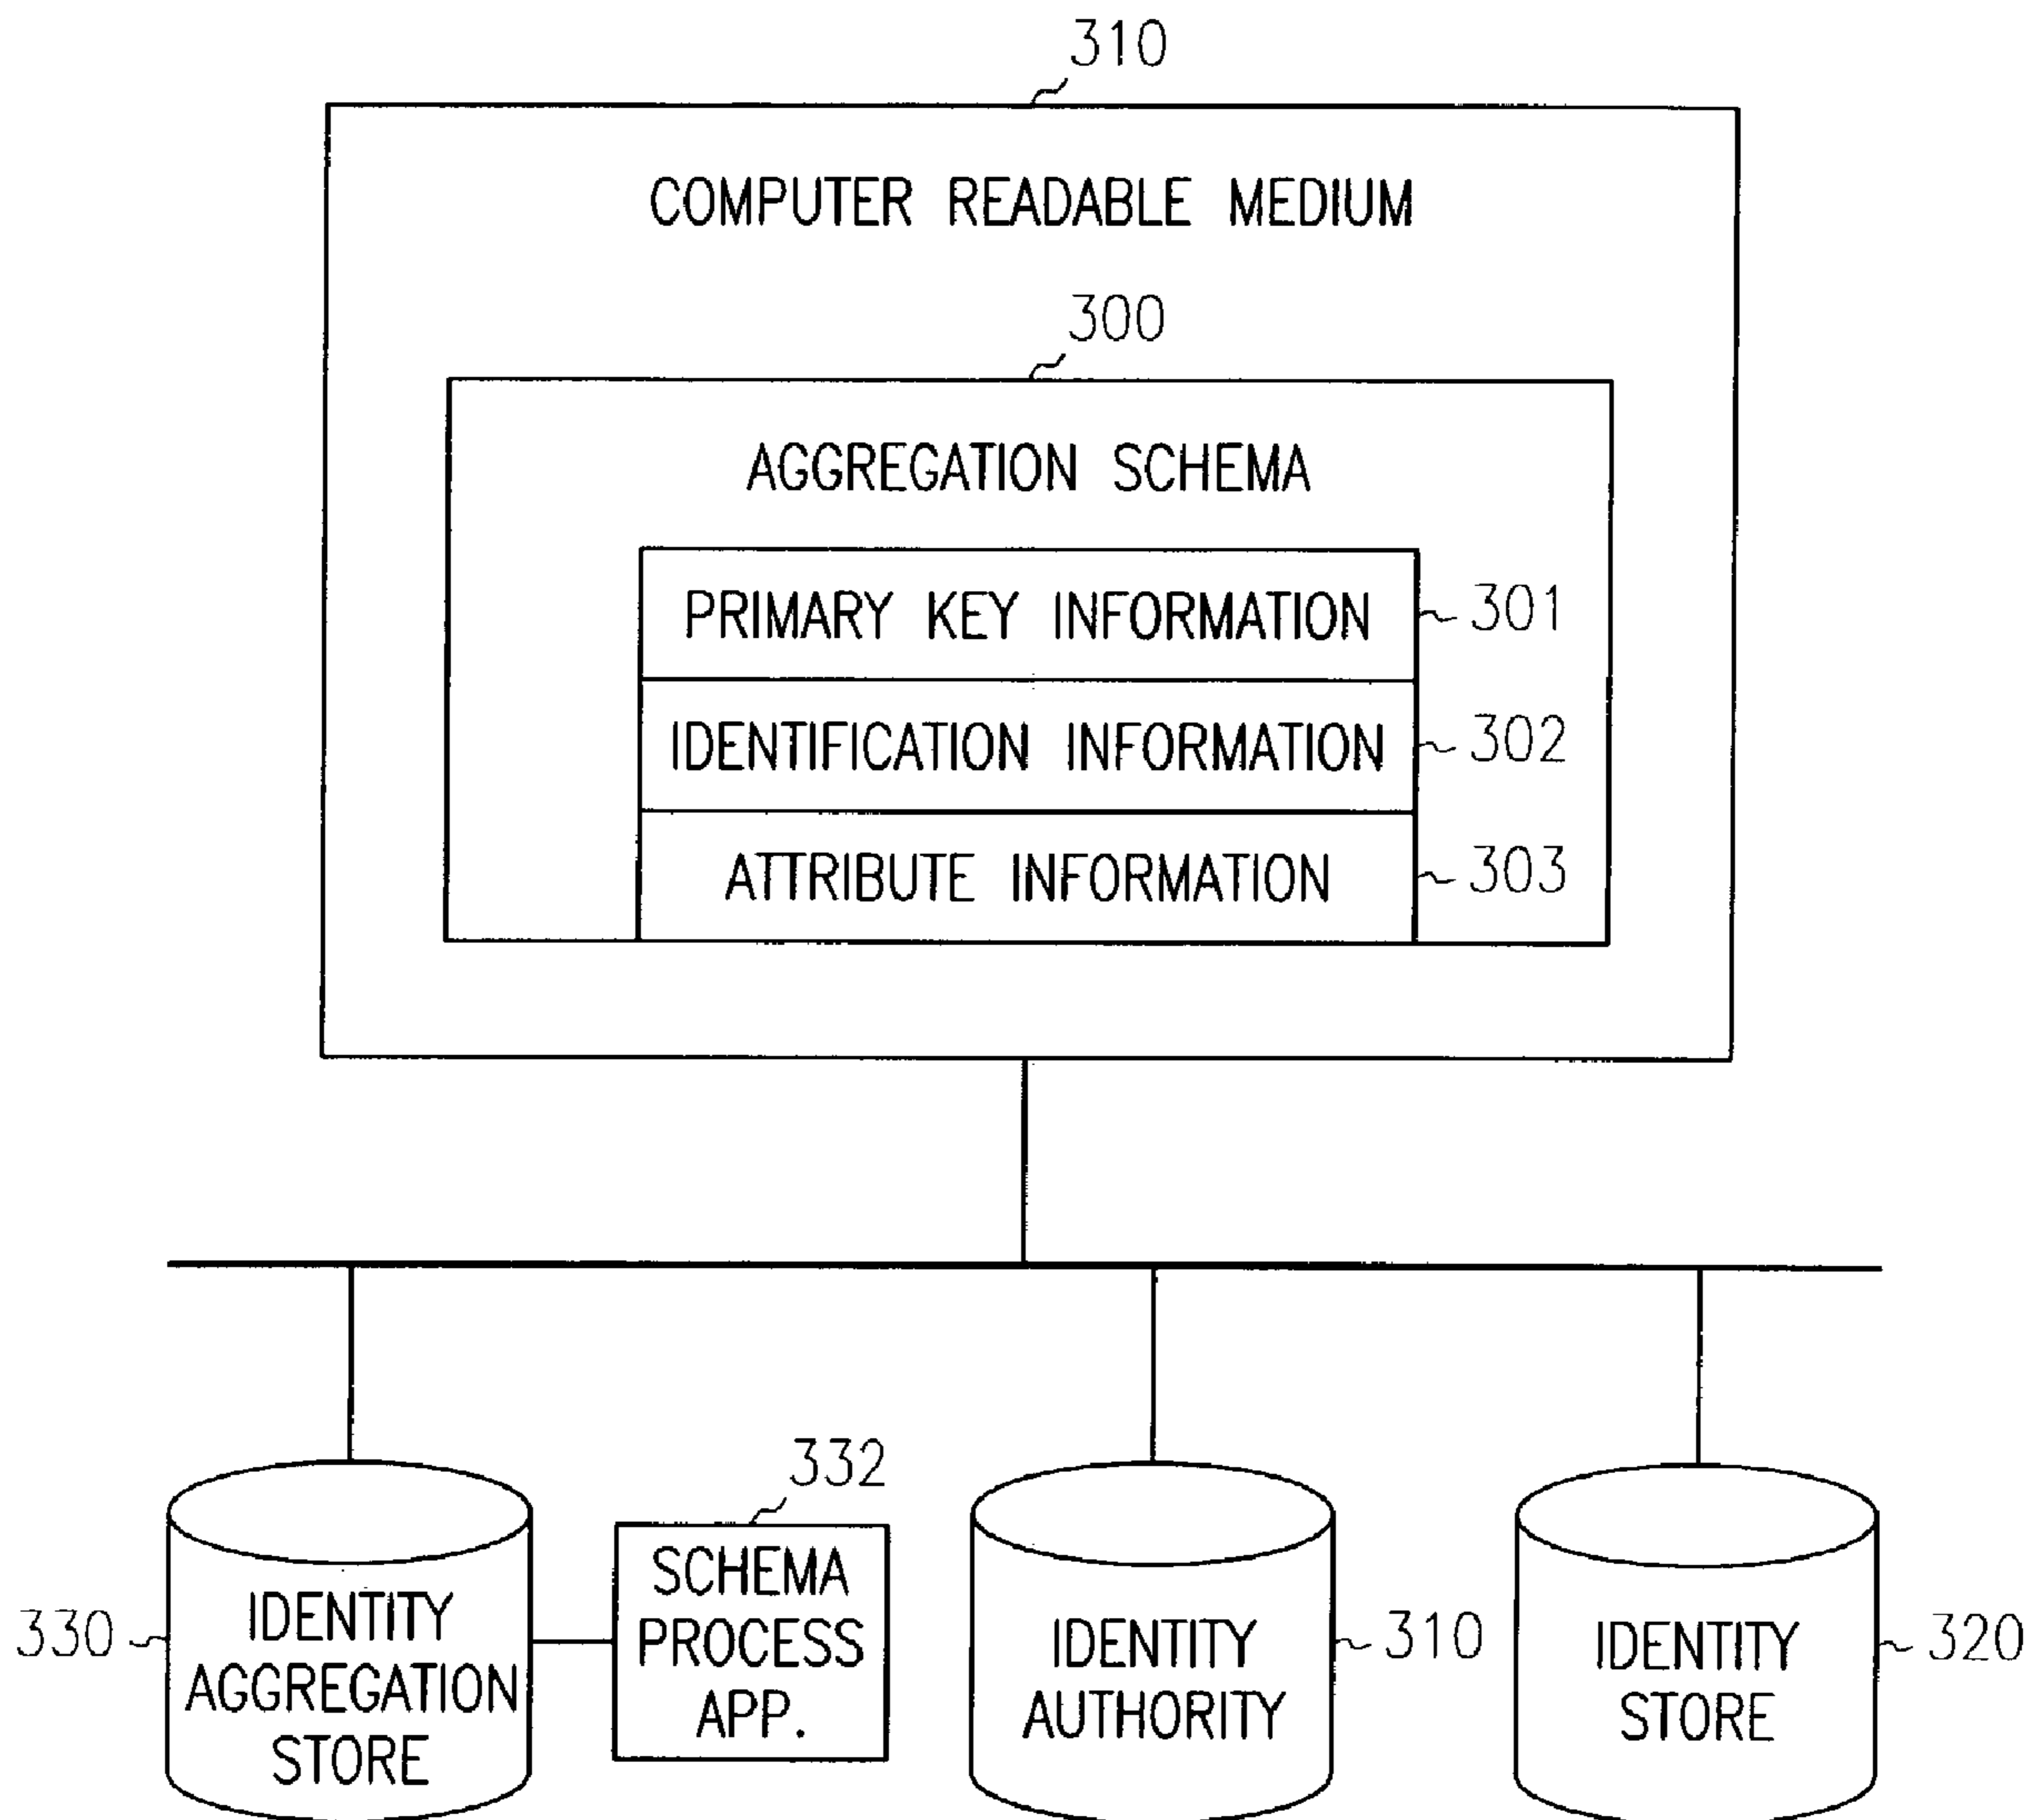 310
COMPUTER READABLE MEDIUM
300
AGGREGATION SCHEMA
PRIMARY KEY INFORMATION
301
IDENTIFICATION INFORMATION
302
ATTRIBUTE INFORMATION
303
330
IDENTITY
AGGREGATION
STORE
332
SCHEMA
PROCESS
APP.
IDENTITY
AUTHORITY
310
IDENTITY
STORE
320